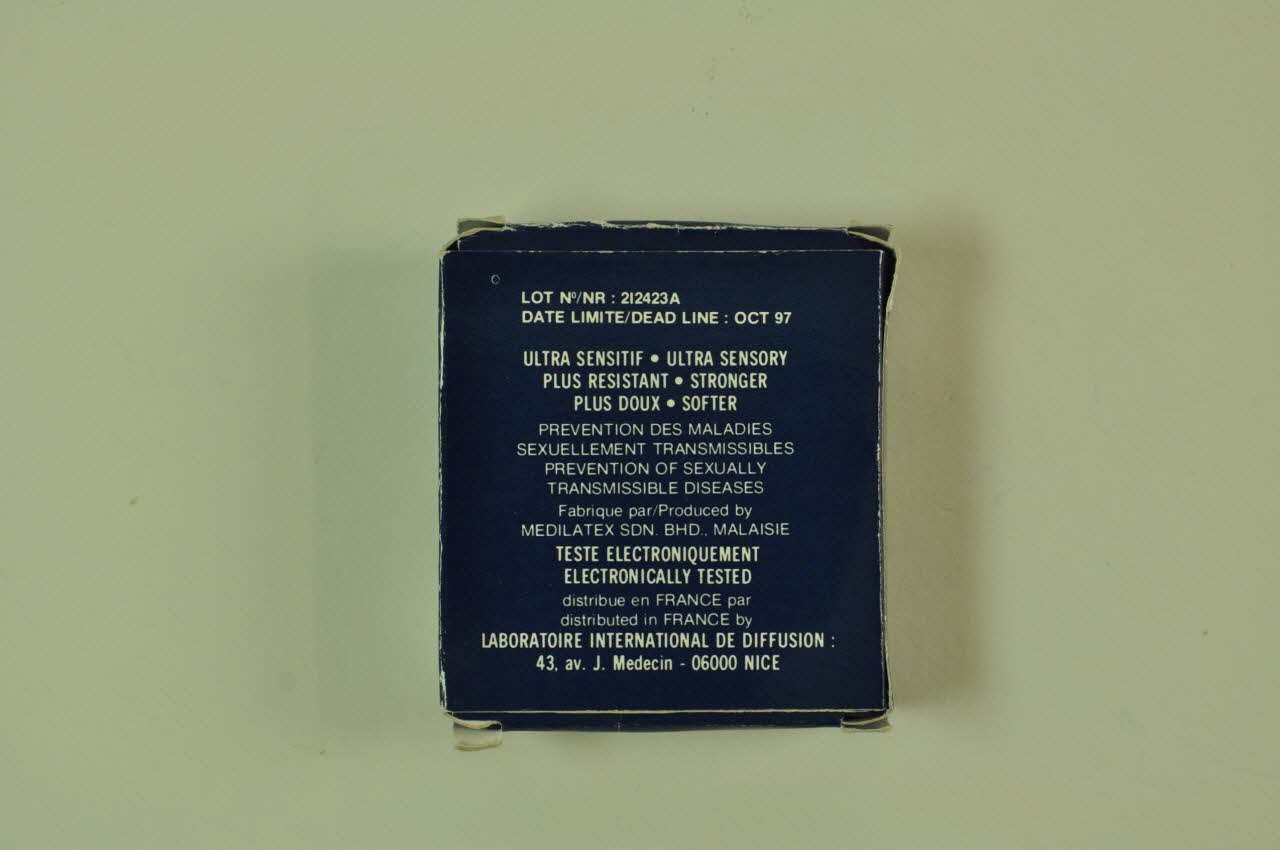 LOT Nº/NR : 212423A
DATE LIMITE/DEAD LINE : OCT 97
ULTRA SENSITIF • ULTRA SENSORY
PLUS RESISTANT • STRONGER
PLUS DOUX • SOFTER
PREVENTION DES MALADIES
SEXUELLEMENT TRANSMISSIBLES
PREVENTION OF SEXUALLY
TRANSMISSIBLE DISEASES
Fabrique par/Produced by
MEDILATEX SDN. BHD., MALAISIE
TESTE ELECTRONIQUEMENT
ELECTRONICALLY TESTED
distribue en FRANCE par
distributed in FRANCE by
LABORATOIRE INTERNATIONAL DE DIFFUSION :
43, av. J. Medecin - 06000 NICE